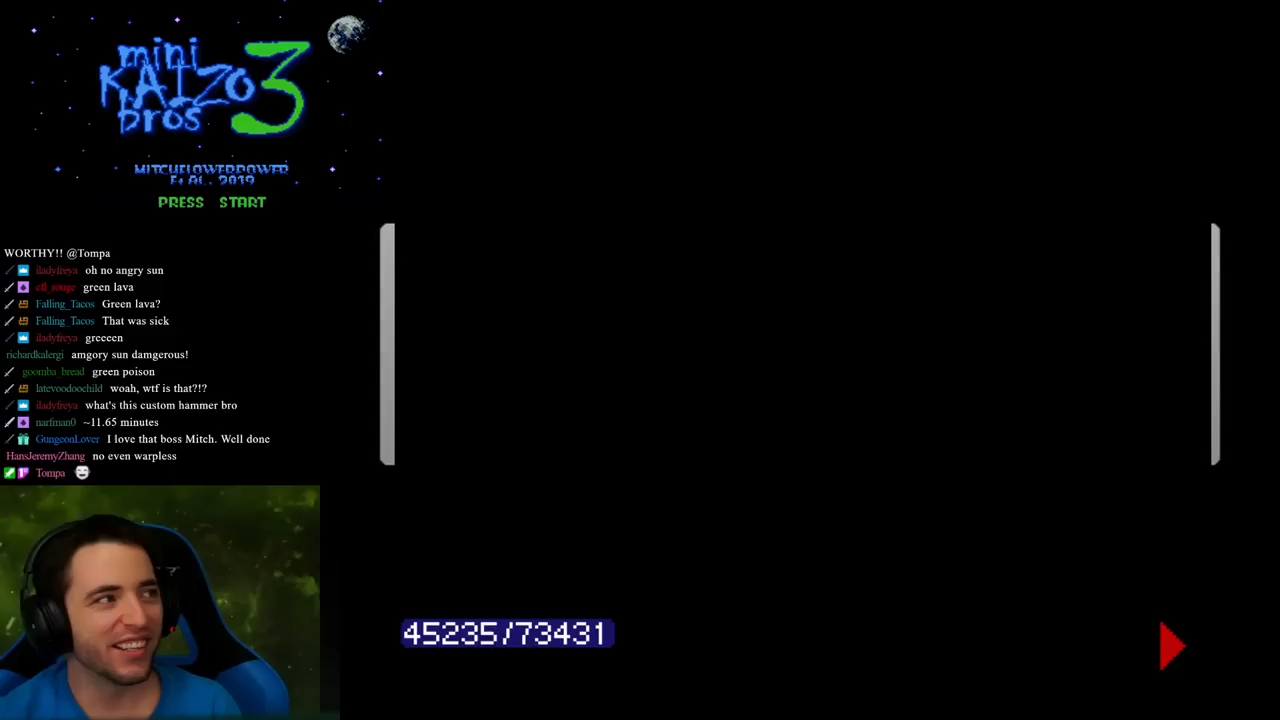 mini
KAIZO
bros
3
MITCHFLOWERPOWER
Et AL. 2019
PRESS START
WORTHY!! @Tompa
iladyfreya oh no angry sun
green lava
Falling_Tacos Green lava?
Falling_Tacos That was sick
iladyfreya greeeen
richardkalergi amgory sun damgerous!
goomba_bread green poison
latevoodoochild woah, wtf is that?!?
iladyfreya what's this custom hammer bro
narfman0 ~11.65 minutes
GungeonLover I love that boss Mitch. Well done
HansJeremyZhang no even warpless
Tompa
45235/73431